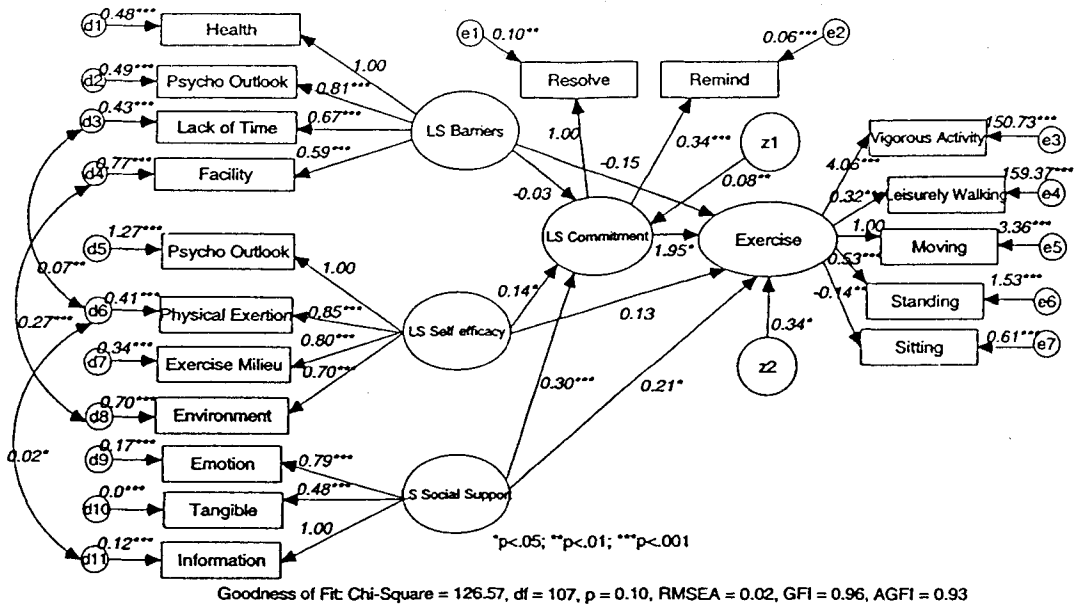 d1 0.48*** Health
e1 0.10** Resolve
0.06*** e2 Remind
d2 0.49*** Psycho Outlook
1.00
0.81***
d3 0.43*** Lack of Time
0.67***
LS Barriers
d4 0.77*** Facility
0.59***
1.00
0.34***
z1
0.08**
-0.15
-0.03
Vigorous Activity 150.73*** e3
4.06***
Leisurely Walking 159.37*** e4
0.32**
LS Commitment
1.95*
Exercise
1.00
Moving 3.36*** e5
0.53***
Standing 1.53*** e6
-0.14**
Sitting 0.61*** e7
d5 1.27*** Psycho Outlook
1.00
0.07**
d6 0.41*** Physical Exertion
0.85***
LS Self efficacy
0.14*
0.13
0.34*
z2
0.27***
d7 0.34*** Exercise Milieu
0.80***
0.70***
d8 0.70*** Environment
0.30***
0.21*
0.02*
d9 0.17*** Emotion
0.79***
d10 0.0*** Tangible
0.48***
LS Social Support
d11 0.12*** Information
1.00
*p<.05; **p<.01; ***p<.001
Goodness of Fit: Chi-Square = 126.57, df = 107, p = 0.10, RMSEA = 0.02, GFI = 0.96, AGFI = 0.93